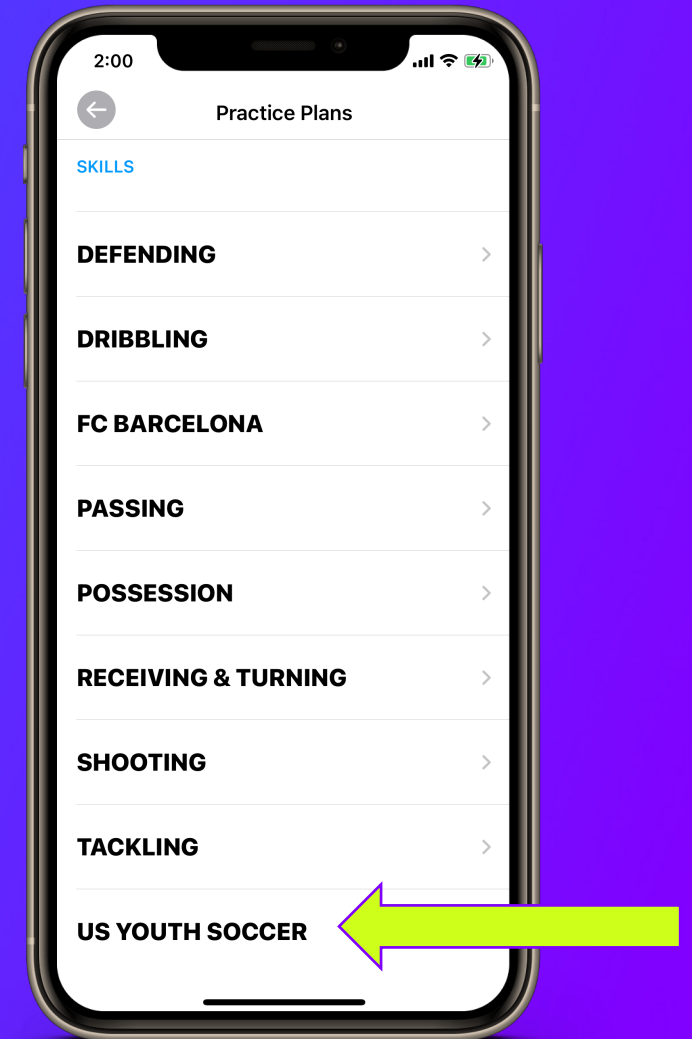 2:00
Practice Plans
SKILLS
DEFENDING
DRIBBLING
FC BARCELONA
PASSING
POSSESSION
RECEIVING & TURNING
SHOOTING
TACKLING
US YOUTH SOCCER